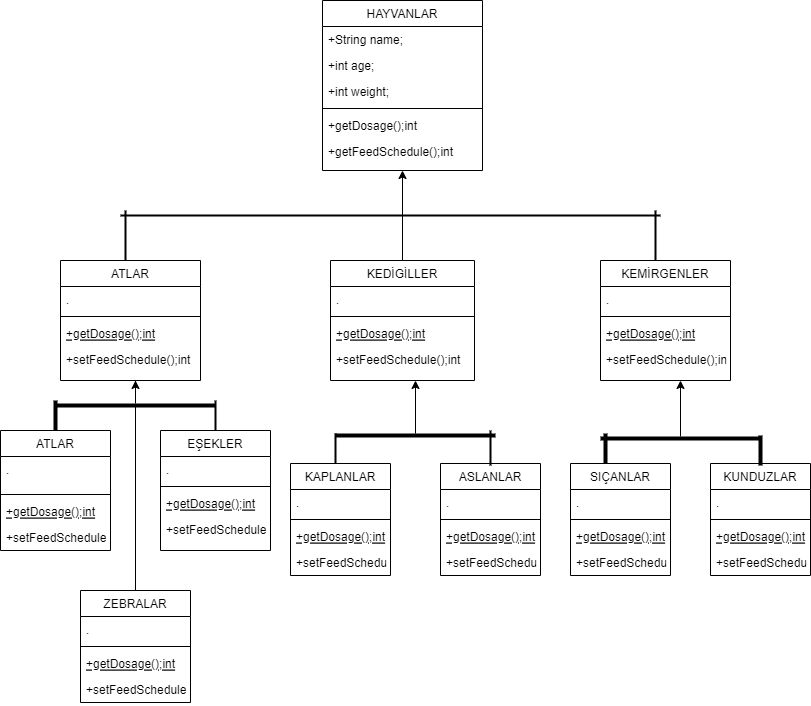 HAYVANLAR
+String name;
+int age;
+int weight;
+getDosage();int
+getFeedSchedule();int
ATLAR
.
+getDosage();int
+setFeedSchedule();int
KEDİGİLLER
.
+getDosage();int
+setFeedSchedule();int
KEMİRGENLER
.
+getDosage();int
+setFeedSchedule();in
ATLAR
.
+getDosage();int
+setFeedSchedule
EŞEKLER
.
+getDosage();int
+setFeedSchedule
KAPLANLAR
.
+getDosage();int
+setFeedSchedu
ASLANLAR
.
+getDosage();int
+setFeedSchedu
SIÇANLAR
.
+getDosage();int
+setFeedSchedu
KUNDUZLAR
.
+getDosage();int
+setFeedSchedu
ZEBRALAR
.
+getDosage();int
+setFeedSchedule